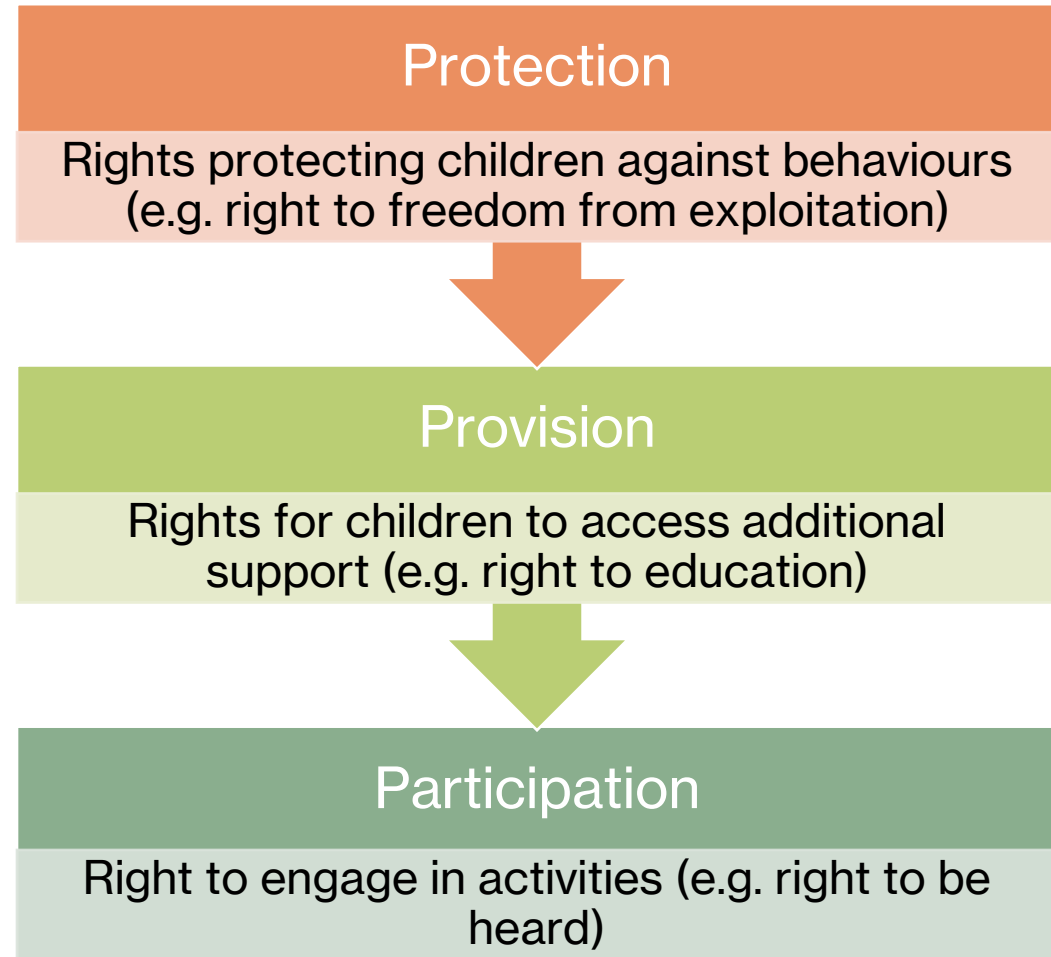 Protection
Rights protecting children against behaviours
(e.g. right to freedom from exploitation)
Provision
Rights for children to access additional
support (e.g. right to education)
Participation
Right to engage in activities (e.g. right to be
heard)